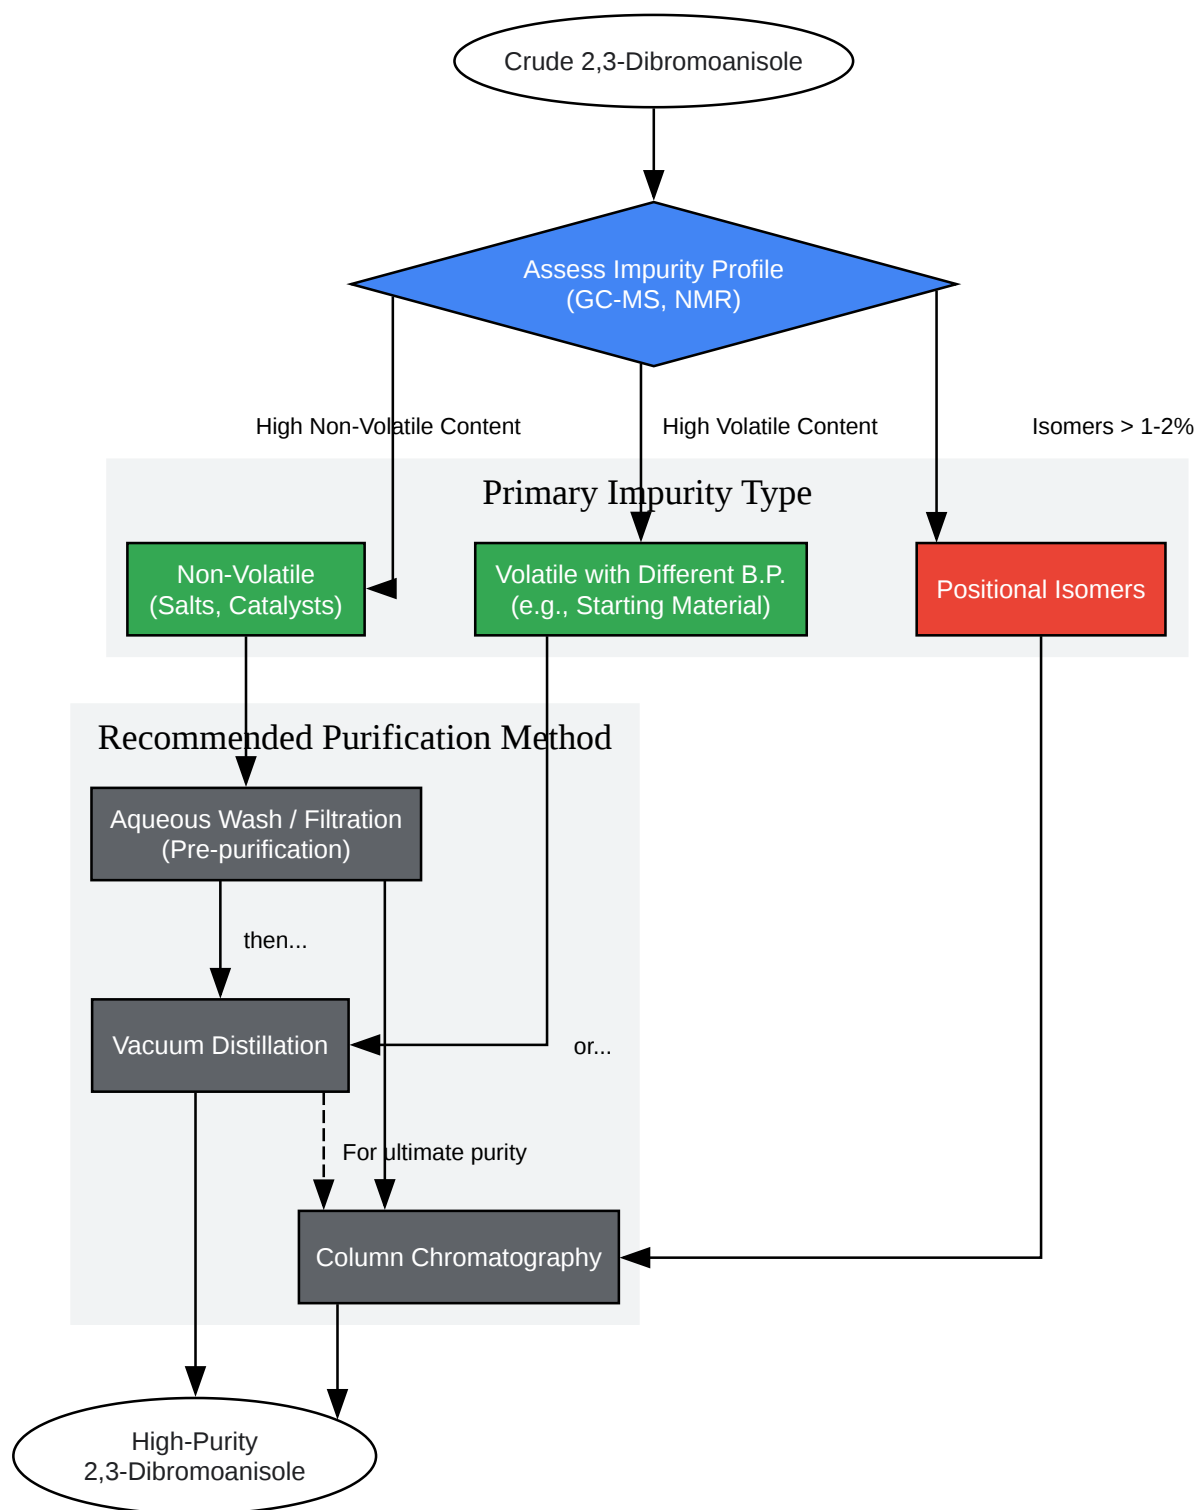 Crude 2,3-Dibromoanisole
Assess Impurity Profile
(GC-MS, NMR)
High Non-Volatile Content
High Volatile Content
Isomers > 1-2%
Primary Impurity Type
Non-Volatile
(Salts, Catalysts)
Volatile with Different B.P.
(e.g., Starting Material)
Positional Isomers
Recommended Purification Method
Aqueous Wash / Filtration
(Pre-purification)
then...
Vacuum Distillation
or...
For ultimate purity
Column Chromatography
High-Purity
2,3-Dibromoanisole